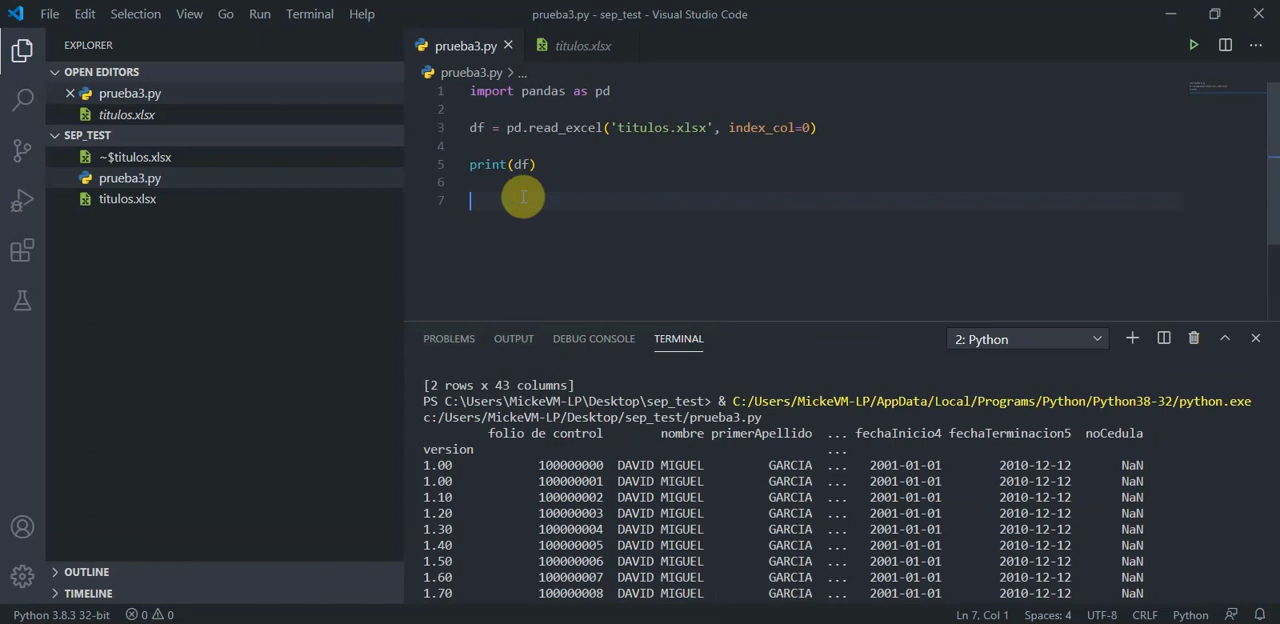 File Edit Selection View Go Run Terminal Help
prueba3.py - sep_test - Visual Studio Code
EXPLORER
OPEN EDITORS
prueba3.py
titulos.xlsx
SEP_TEST
~$titulos.xlsx
prueba3.py
titulos.xlsx
OUTLINE
TIMELINE
prueba3.py titulos.xlsx
prueba3.py > ...
1 import pandas as pd
2
3 df = pd.read_excel('titulos.xlsx', index_col=0)
4
5 print(df)
6
7
PROBLEMS OUTPUT DEBUG CONSOLE TERMINAL 2: Python
[2 rows x 43 columns]
PS C:\Users\MickeVM-LP\Desktop\sep_test> & C:/Users/MickeVM-LP/AppData/Local/Programs/Python/Python38-32/python.exe
c:/Users/MickeVM-LP/Desktop/sep_test/prueba3.py
folio de control nombre primerApellido ... fechaInicio4 fechaTerminacion5 noCedula
version ...
1.00 100000000 DAVID MIGUEL GARCIA ... 2001-01-01 2010-12-12 NaN
1.00 100000001 DAVID MIGUEL GARCIA ... 2001-01-01 2010-12-12 NaN
1.10 100000002 DAVID MIGUEL GARCIA ... 2001-01-01 2010-12-12 NaN
1.20 100000003 DAVID MIGUEL GARCIA ... 2001-01-01 2010-12-12 NaN
1.30 100000004 DAVID MIGUEL GARCIA ... 2001-01-01 2010-12-12 NaN
1.40 100000005 DAVID MIGUEL GARCIA ... 2001-01-01 2010-12-12 NaN
1.50 100000006 DAVID MIGUEL GARCIA ... 2001-01-01 2010-12-12 NaN
1.60 100000007 DAVID MIGUEL GARCIA ... 2001-01-01 2010-12-12 NaN
1.70 100000008 DAVID MIGUEL GARCIA ... 2001-01-01 2010-12-12 NaN
Python 3.8.3 32-bit 0 0 Ln 7, Col 1 Spaces: 4 UTF-8 CRLF Python